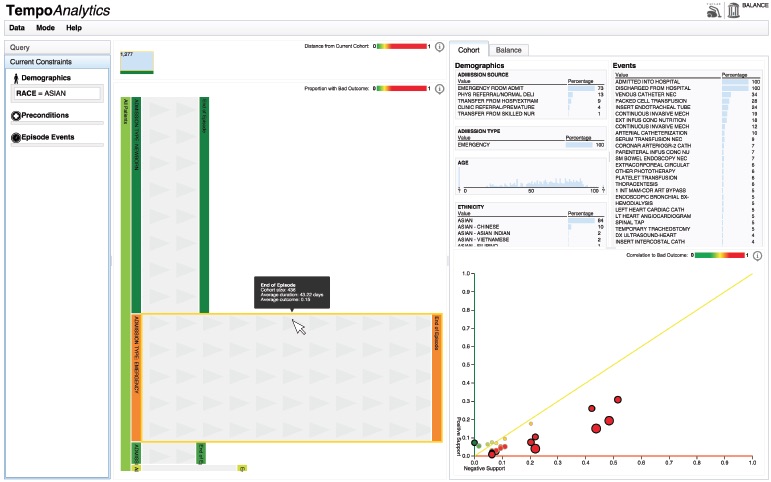 TempoAnalytics
BALANCE
Data Mode Help
Query
Current Constraints
Demographics
RACE = ASIAN
Preconditions
Episode Events
1,277
Distance from Current Cohort: 0 1
Proportion with Bad Outcome: 0 1
All Patients
ADMISSION TYPE: NEWBORN
End of Episode
End of Episode
Cohort size: 436
Average duration: 43.22 days
Average outcome: 0.15
ADMISSION TYPE: EMERGENCY
End of Episode
Cohort Balance
Demographics
ADMISSION SOURCE
Value Percentage
EMERGENCY ROOM ADMIT 73
PHYS REFERRAL/NORMAL DELI 13
TRANSFER FROM HOSP/EXTRAM 9
CLINIC REFERRAL/PREMATURE 4
TRANSFER FROM SKILLED NUR 1
ADMISSION TYPE
Value Percentage
EMERGENCY 100
AGE
? 0 50 100 ?
ETHNICITY
Value Percentage
ASIAN 84
ASIAN - CHINESE 10
ASIAN - ASIAN INDIAN 2
ASIAN - VIETNAMESE 2
Events
Value Percentage
ADMITTED INTO HOSPITAL 100
DISCHARGED FROM HOSPITAL 100
VENOUS CATHETER NEC
PACKED CELL TRANSFUSION 28
INSERT ENDOTRACHEAL TUBE 24
CONTINUOUS INVASIVE MECH 19
EXT INFUS CONC NUTRITION 18
CONTINUOUS INVASIVE MECH 12
ARTERIAL CATHETERIZATION 10
SERUM TRANSFUSION NEC 8
CORONAR ARTERIOGR-2 CATH 7
PARENTERAL INFUS CONC NU 7
SM BOWEL ENDOSCOPY NEC 7
EXTRACORPOREAL CIRCULAT 6
OTHER PHOTOTHERAPY 6
PLATELET TRANSFUSION 6
THORACENTESIS 6
1 INT MAM-COR ART BYPASS 5
ENDOSCOPIC BRONCHIAL BX- 5
HEMODIALYSIS 5
LEFT HEART CARDIAC CATH 5
LT HEART ANGIOCARDIOGRAM 5
SPINAL TAP 5
TEMPORARY TRACHEOSTOMY 5
DX ULTRASOUND-HEART 4
INSERT INTERCOSTAL CATH 4
Correlation to Bad Outcome: 0 1
1.0
0.9
0.8
0.7
0.6
0.5
0.4
0.3
0.2
0.1
0.0
Positive Support
0.0 0.1 0.2 0.3 0.4 0.5 0.6 0.7 0.8 0.9 1.0
Negative Support